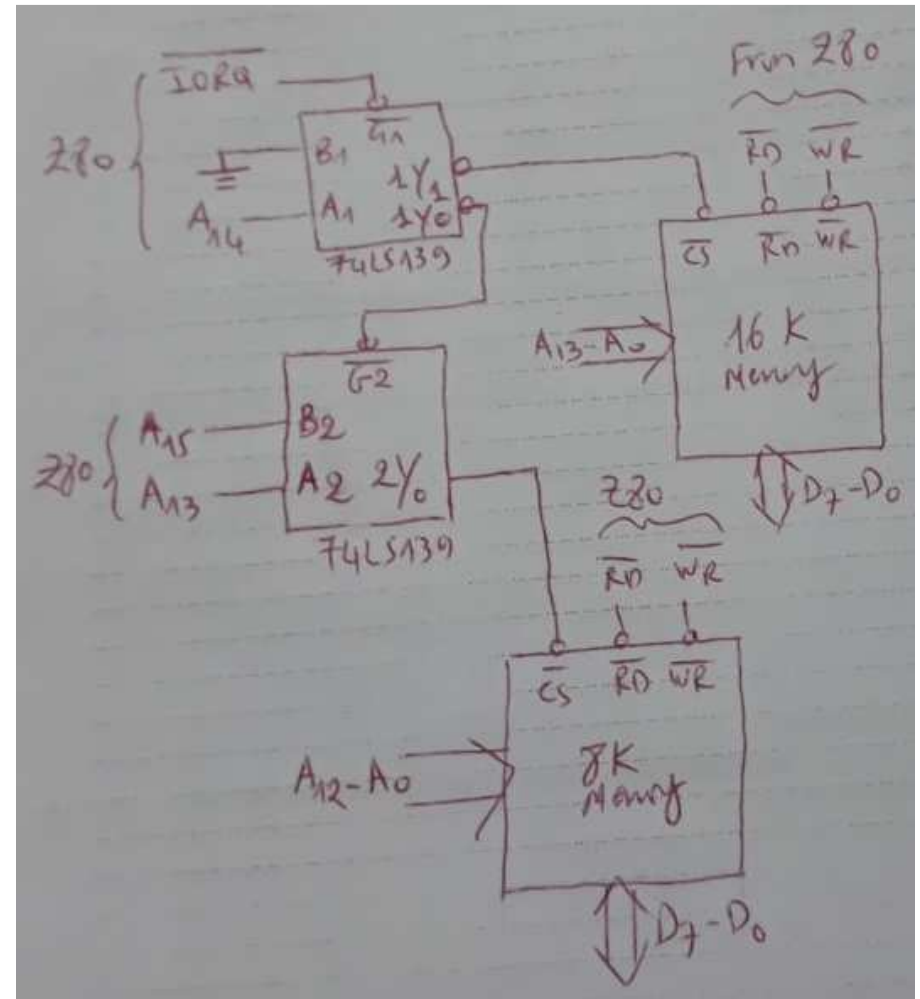 IORQ
From Z80
Z80
G1
B1
1Y1
RD WR
A14
A1
1Y0
CS RD WR
74LS139
A13-A0
16 K
G2
A15
B2
Z80
A13
A2 2Y0
D7-D0
Z80
74LS139
RD WR
CS RD WR
A12-A0
8K
D7-D0